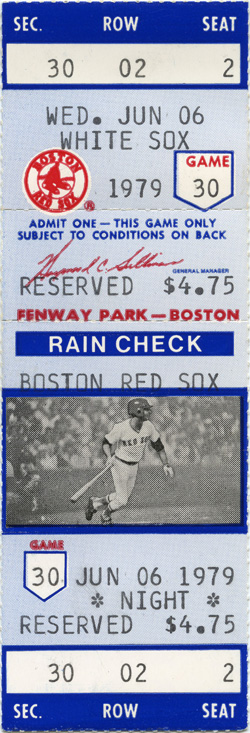 SEC. ROW SEAT
30 02 2
WED. JUN 06
WHITE SOX
BOSTON
RED SOX
®
1979
GAME
30
ADMIT ONE — THIS GAME ONLY
SUBJECT TO CONDITIONS ON BACK
Haywood C. Sullivan
GENERAL MANAGER
RESERVED $4.75
FENWAY PARK — BOSTON
RAIN CHECK
BOSTON RED SOX
RED SOX
GAME
30
JUN 06 1979
* NIGHT *
RESERVED $4.75
30 02 2
SEC. ROW SEAT